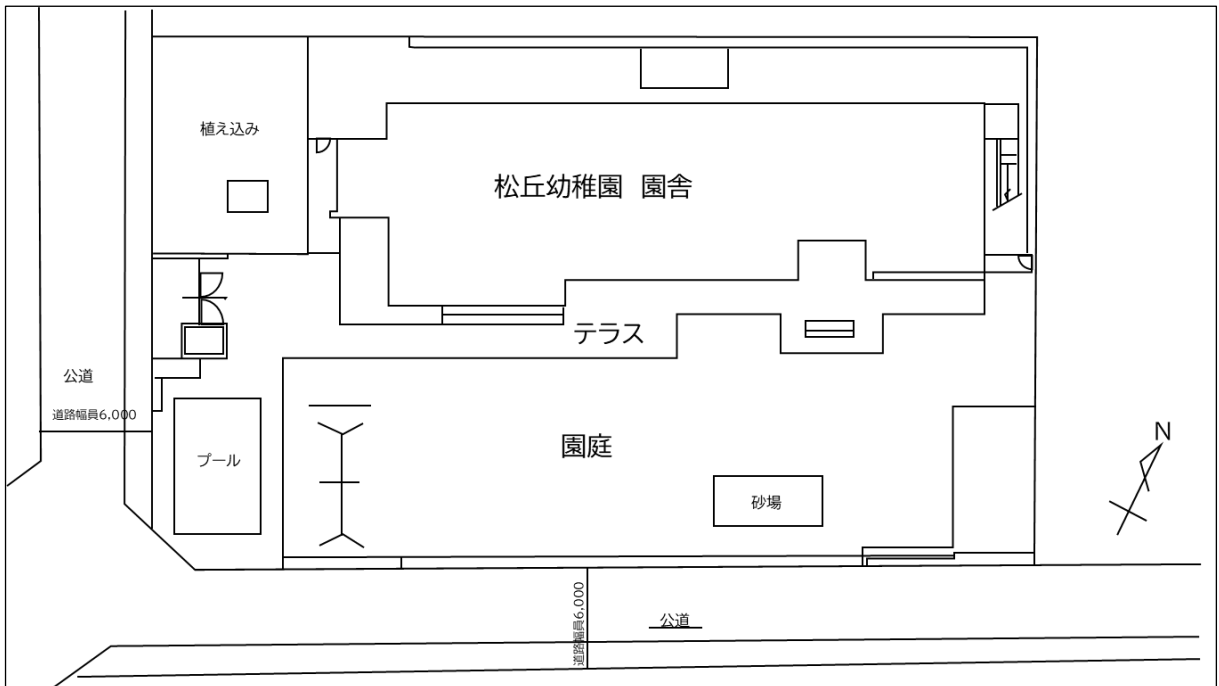 植え込み
松丘幼稚園 園舎
テラス
公道
道路幅員6,000
園庭
N
プール
砂場
道路幅員6,000
公道